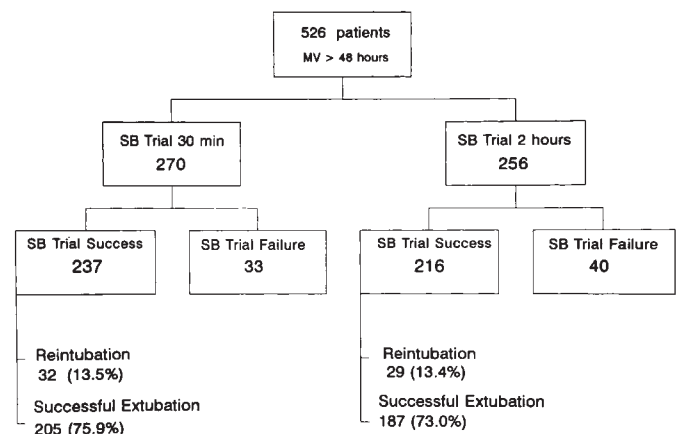 526 patients
MV > 48 hours
SB Trial 30 min
270
SB Trial 2 hours
256
SB Trial Success
237
SB Trial Failure
33
SB Trial Success
216
SB Trial Failure
40
Reintubation
32 (13.5%)
Successful Extubation
205 (75.9%)
Reintubation
29 (13.4%)
Successful Extubation
187 (73.0%)